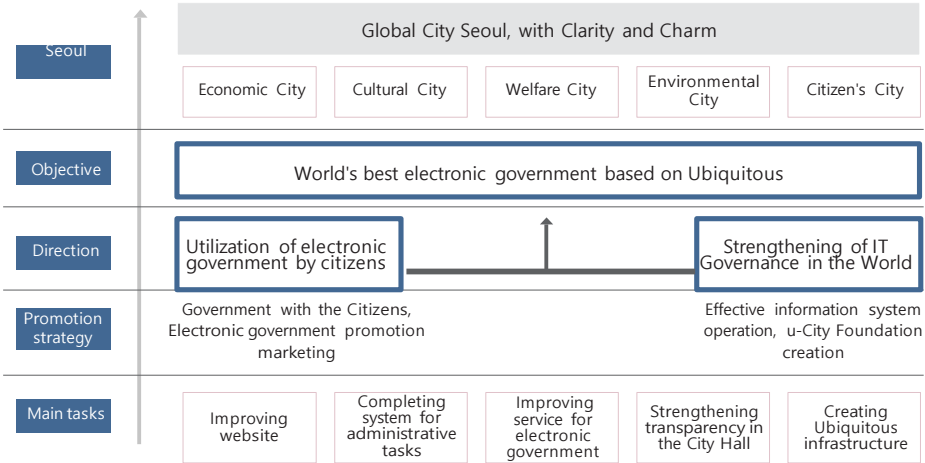 Seoul
Global City Seoul, with Clarity and Charm
Economic City
Cultural City
Welfare City
Environmental
City
Citizen's City
Objective
World's best electronic government based on Ubiquitous
Direction
Utilization of electronic
government by citizens
Strengthening of IT
Governance in the World
Promotion
strategy
Government with the Citizens,
Electronic government promotion
marketing
Effective information system
operation, u-City Foundation
creation
Main tasks
Improving
website
Completing
system for
administrative
tasks
Improving
service for
electronic
government
Strengthening
transparency in
the City Hall
Creating
Ubiquitous
infrastructure